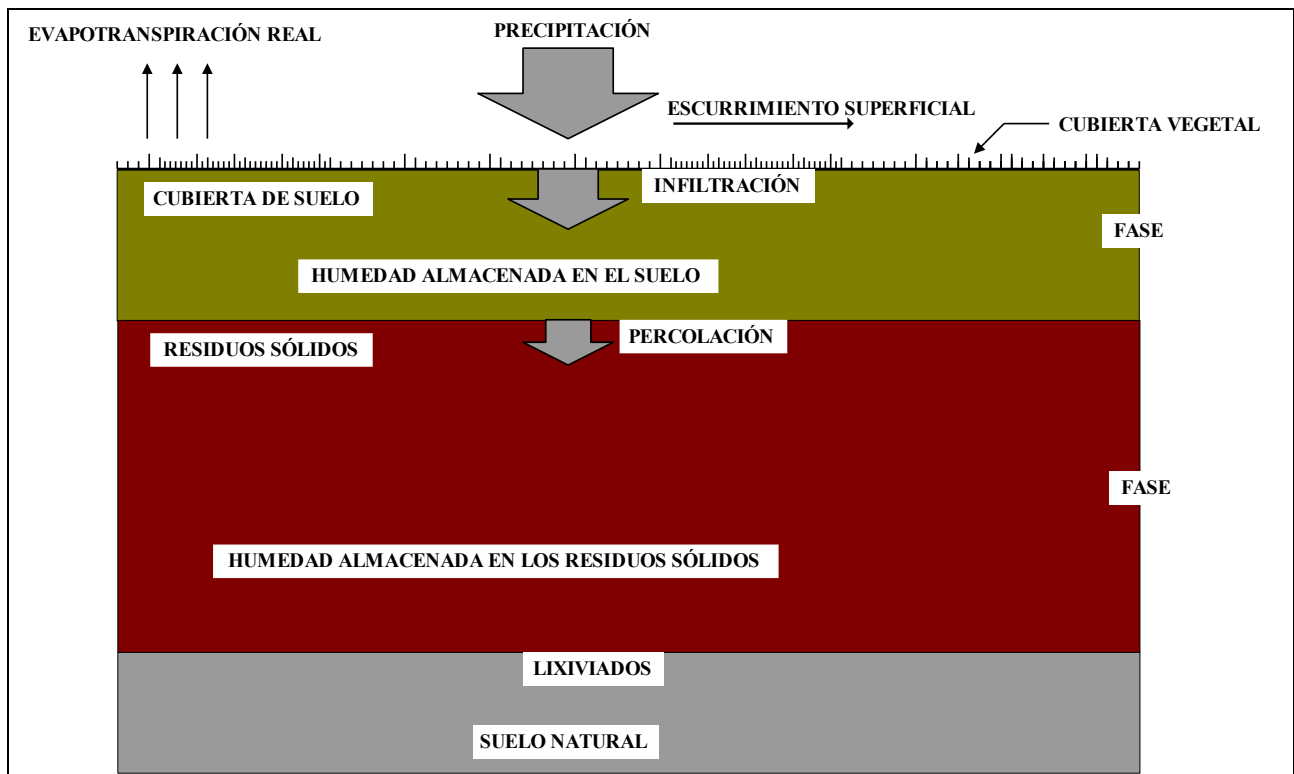 PRECIPITACIÓN
EVAPOTRANSPIRACIÓN REAL
ESCURRIMIENTO SUPERFICIAL
CUBIERTA VEGETAL
INFILTRACIÓN
CUBIERTA DE SUELO
FASE
HUMEDAD ALMACENADA EN EL SUELO
PERCOLACIÓN
RESIDUOS SÓLIDOS
FASE
HUMEDAD ALMACENADA EN LOS RESIDUOS SÓLIDOS
LIXIVIADOS
SUELO NATURAL